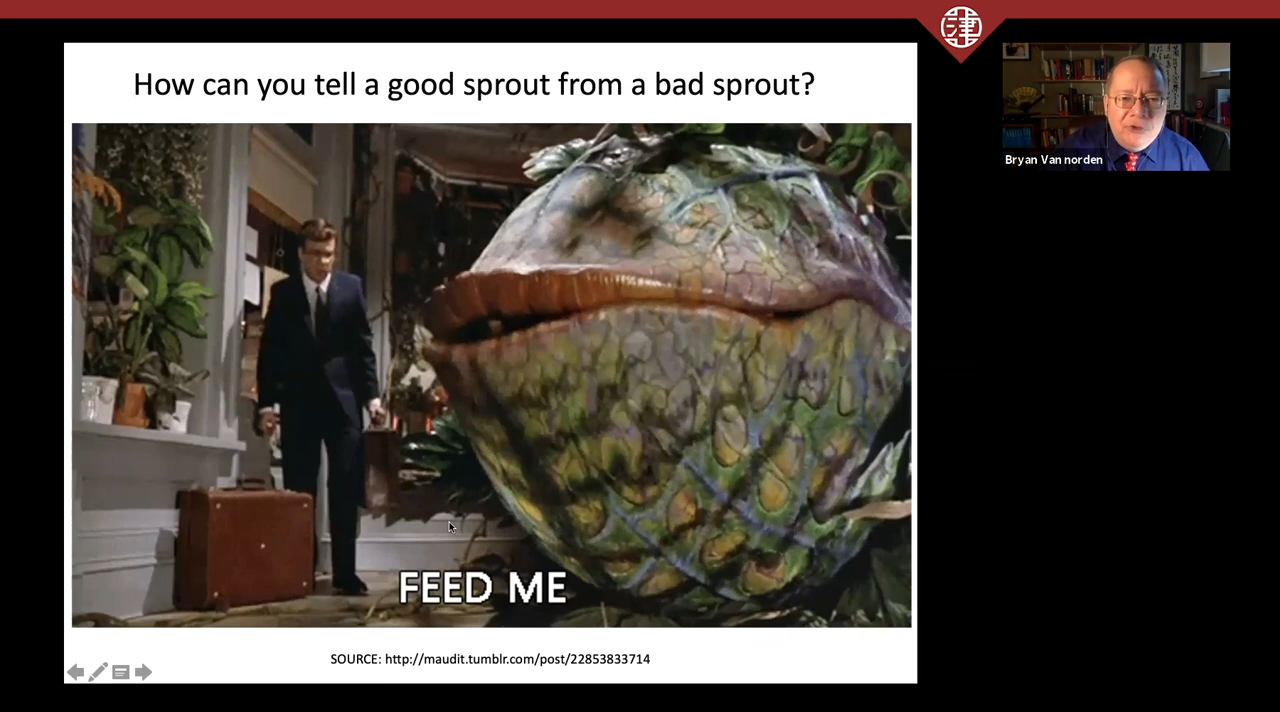 津
How can you tell a good sprout from a bad sprout?
Bryan Van norden
FEED ME
SOURCE: http://maudit.tumblr.com/post/22853833714